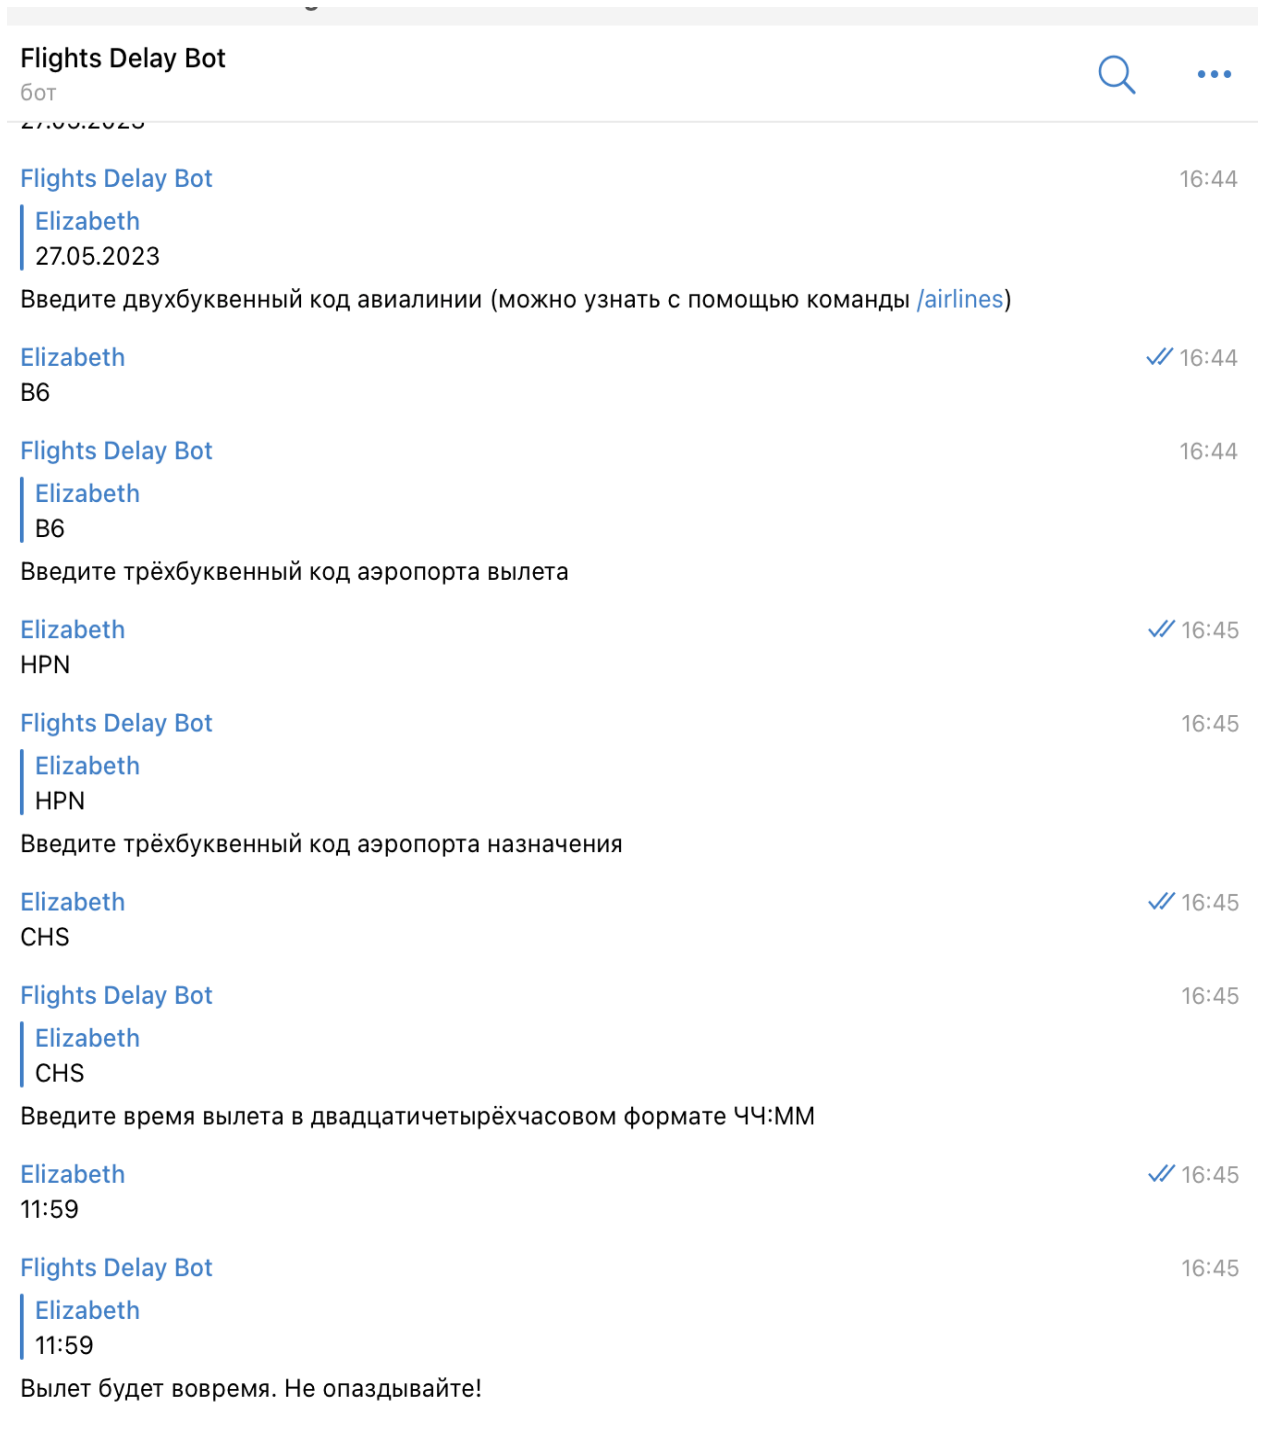 Flights Delay Bot
бот
27.05.2023
Flights Delay Bot 16:44
Elizabeth
27.05.2023
Введите двухбуквенный код авиалинии (можно узнать с помощью команды /airlines)
Elizabeth 16:44
B6
Flights Delay Bot 16:44
Elizabeth
B6
Введите трёхбуквенный код аэропорта вылета
Elizabeth 16:45
HPN
Flights Delay Bot 16:45
Elizabeth
HPN
Введите трёхбуквенный код аэропорта назначения
Elizabeth 16:45
CHS
Flights Delay Bot 16:45
Elizabeth
CHS
Введите время вылета в двадцатичетырёхчасовом формате ЧЧ:ММ
Elizabeth 16:45
11:59
Flights Delay Bot 16:45
Elizabeth
11:59
Вылет будет вовремя. Не опаздывайте!